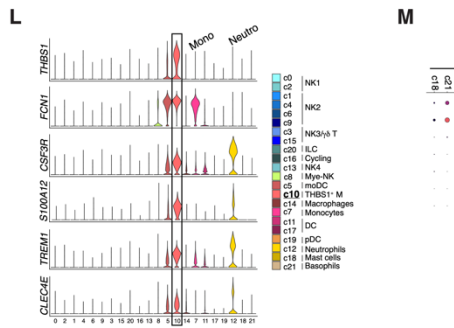 L
M
Mono
Neutro
THBS1
FCN1
CSF3R
S100A12
TREM1
CLEC4E
0 2 1 4 6 9 3 15 20 16 13 8 5 10 14 7 11 17 19 12 18 21
c0
c2
NK1
c1
c4
c6
c9
NK2
c3
c15
NK3/γδ T
c20 ILC
c16 Cycling
c13 NK4
c8 Mye-NK
c5 moDC
c10 THBS1⁺ M
c14 Macrophages
c7 Monocytes
c11
c17
DC
c19 pDC
c12 Neutrophils
c18 Mast cells
c21 Basophils
c18
c21